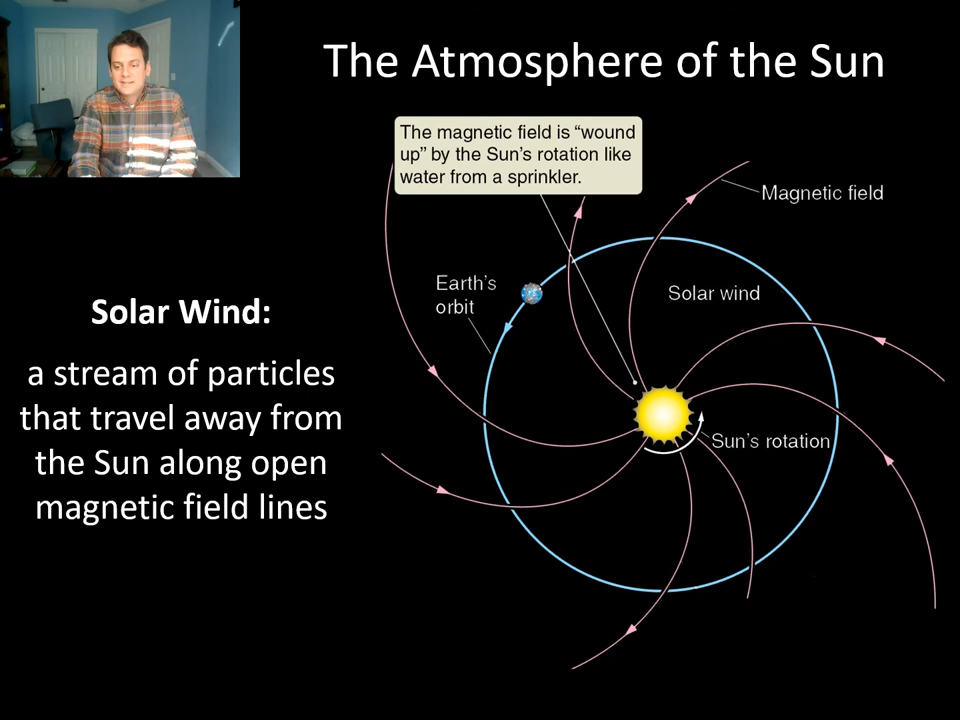 The Atmosphere of the Sun
The magnetic field is “wound
up” by the Sun’s rotation like
water from a sprinkler.
Magnetic field
Earth’s
orbit
Solar wind
Solar Wind:
a stream of particles
that travel away from
the Sun along open
magnetic field lines
Sun’s rotation